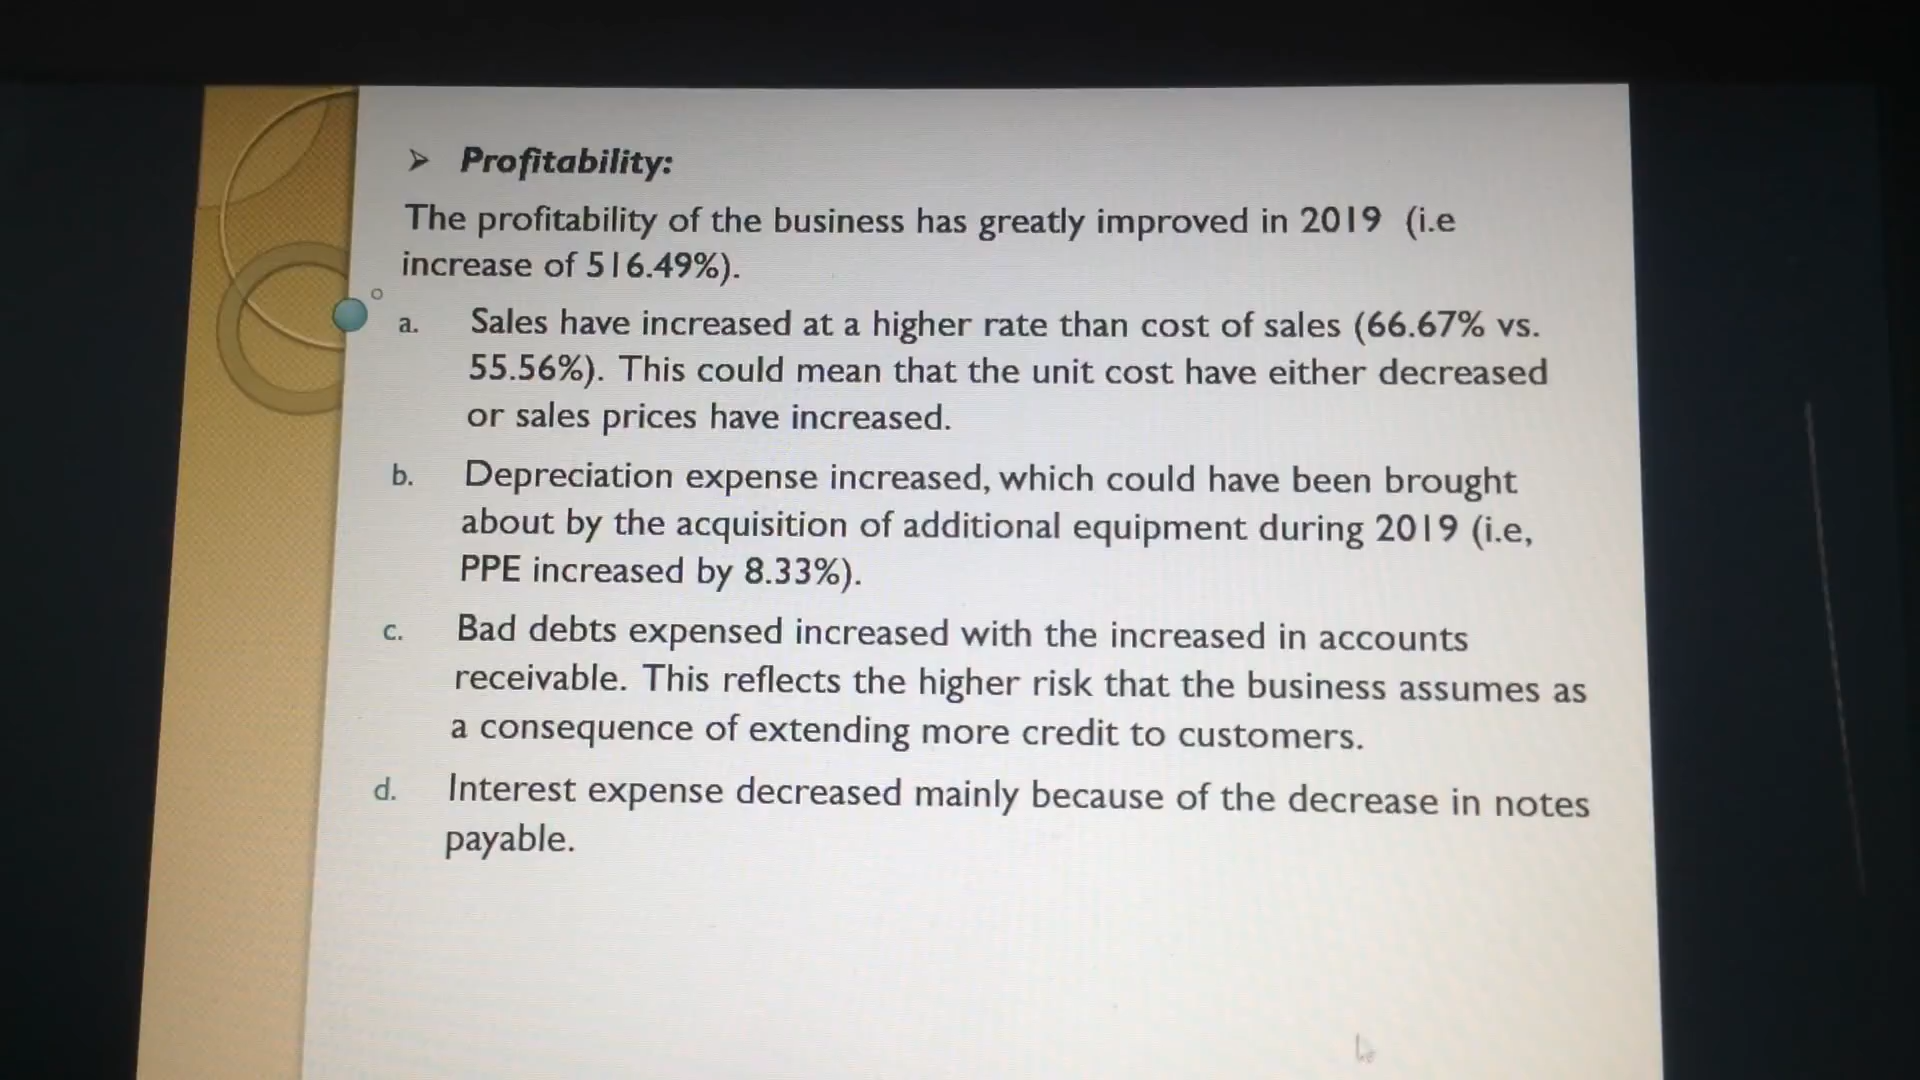 ➢ Profitability:
The profitability of the business has greatly improved in 2019 (i.e
increase of 516.49%).
a. Sales have increased at a higher rate than cost of sales (66.67% vs.
55.56%). This could mean that the unit cost have either decreased
or sales prices have increased.
b. Depreciation expense increased, which could have been brought
about by the acquisition of additional equipment during 2019 (i.e,
PPE increased by 8.33%).
c. Bad debts expensed increased with the increased in accounts
receivable. This reflects the higher risk that the business assumes as
a consequence of extending more credit to customers.
d. Interest expense decreased mainly because of the decrease in notes
payable.